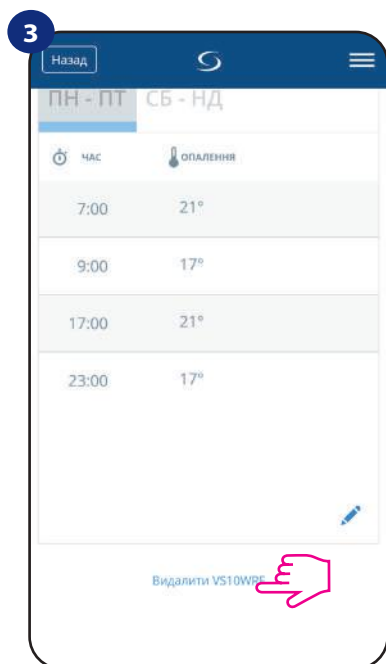 3
Назад
ПН - ПТ СБ - НД
ЧАС ОПАЛЕННЯ
7:00 21°
9:00 17°
17:00 21°
23:00 17°
Видалити VS10WRF